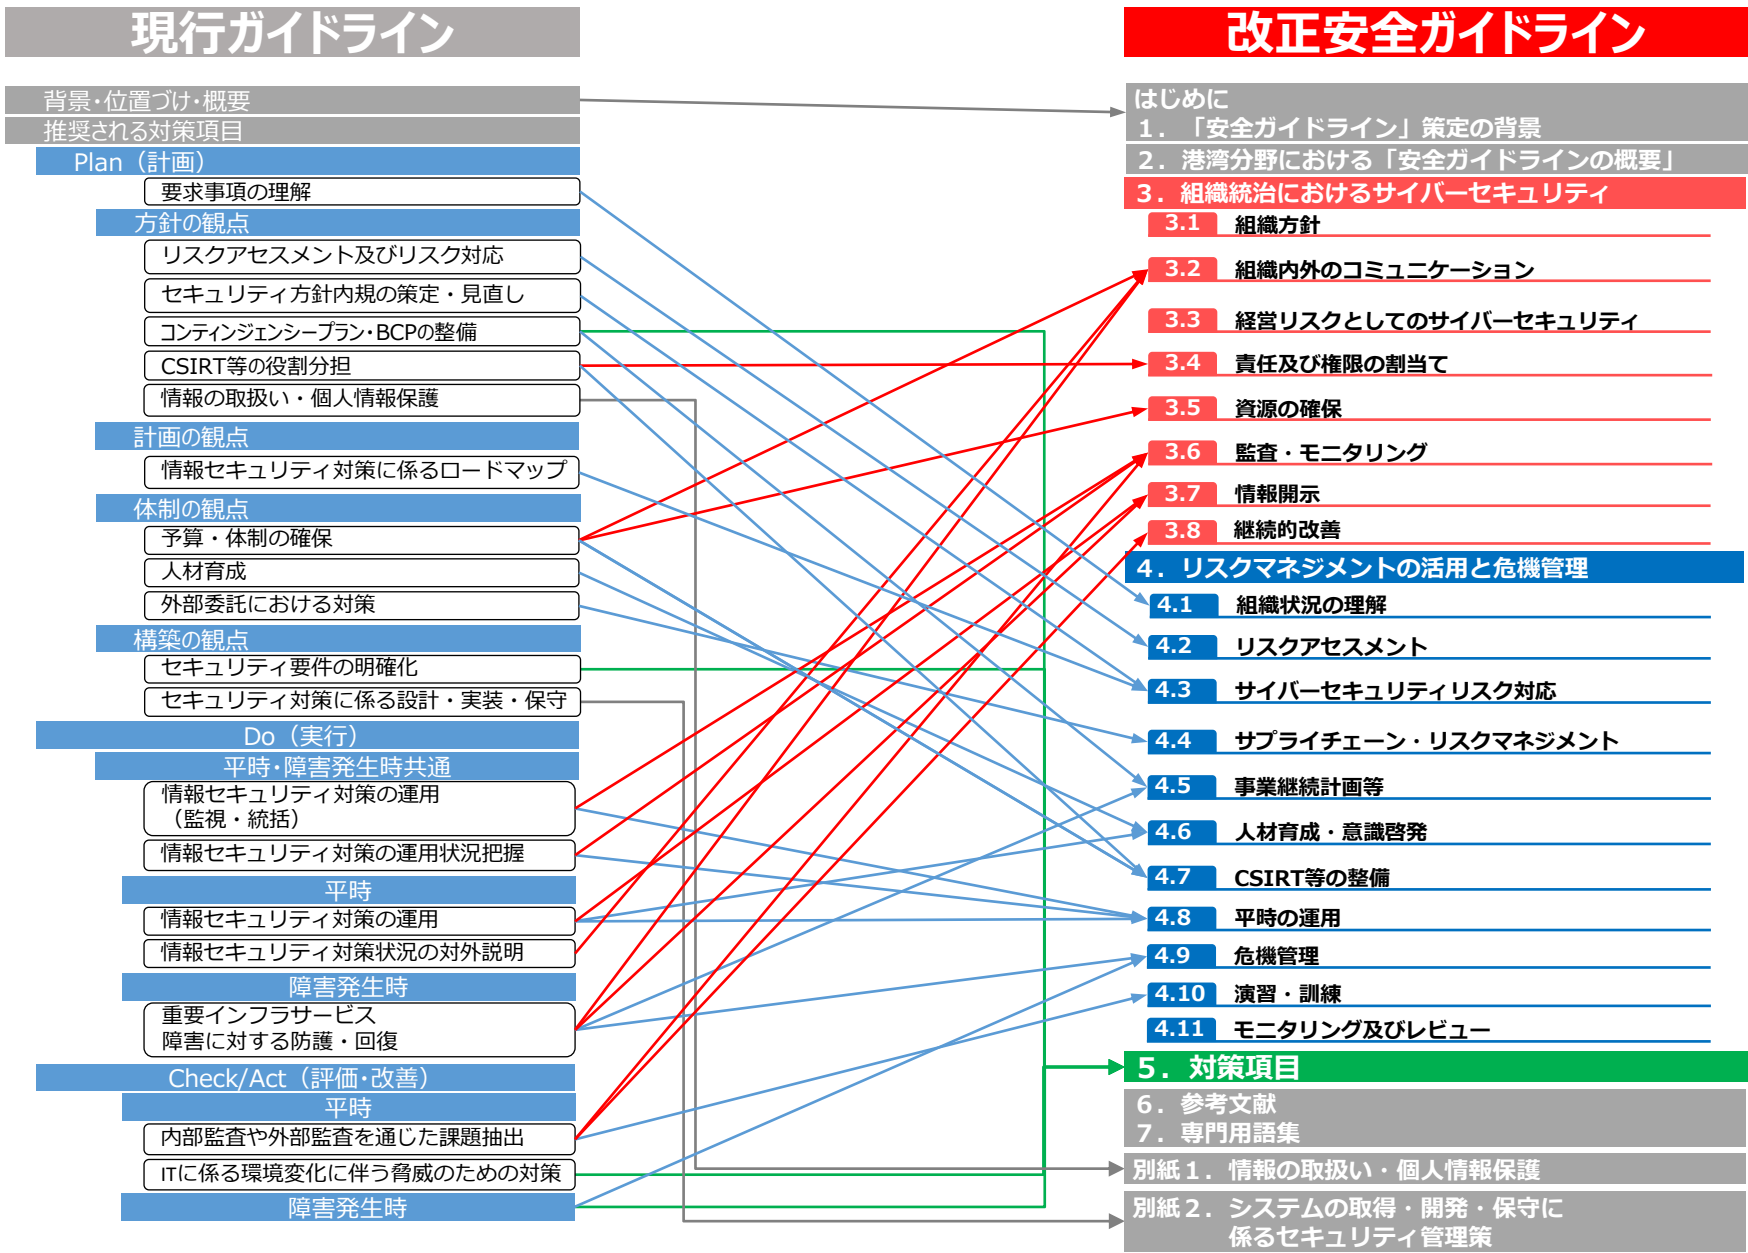 現行ガイドライン
背景・位置づけ・概要
推奨される対策項目
Plan（計画）
要求事項の理解
方針の観点
リスクアセスメント及びリスク対応
セキュリティ方針内規の策定・見直し
コンティンジェンシープラン・BCPの整備
CSIRT等の役割分担
情報の取扱い・個人情報保護
計画の観点
情報セキュリティ対策に係るロードマップ
体制の観点
予算・体制の確保
人材育成
外部委託における対策
構築の観点
セキュリティ要件の明確化
セキュリティ対策に係る設計・実装・保守
Do（実行）
平時・障害発生時共通
情報セキュリティ対策の運用
（監視・統括）
情報セキュリティ対策の運用状況把握
平時
情報セキュリティ対策の運用
情報セキュリティ対策状況の対外説明
障害発生時
重要インフラサービス
障害に対する防護・回復
Check/Act（評価・改善）
平時
内部監査や外部監査を通じた課題抽出
ITに係る環境変化に伴う脅威のための対策
障害発生時
改正安全ガイドライン
はじめに
１．「安全ガイドライン」策定の背景
２．港湾分野における「安全ガイドラインの概要」
３．組織統治におけるサイバーセキュリティ
3.1 組織方針
3.2 組織内外のコミュニケーション
3.3 経営リスクとしてのサイバーセキュリティ
3.4 責任及び権限の割当て
3.5 資源の確保
3.6 監査・モニタリング
3.7 情報開示
3.8 継続的改善
４．リスクマネジメントの活用と危機管理
4.1 組織状況の理解
4.2 リスクアセスメント
4.3 サイバーセキュリティリスク対応
4.4 サプライチェーン・リスクマネジメント
4.5 事業継続計画等
4.6 人材育成・意識啓発
4.7 CSIRT等の整備
4.8 平時の運用
4.9 危機管理
4.10 演習・訓練
4.11 モニタリング及びレビュー
５．対策項目
６．参考文献
７．専門用語集
別紙１．情報の取扱い・個人情報保護
別紙２．システムの取得・開発・保守に
係るセキュリティ管理策